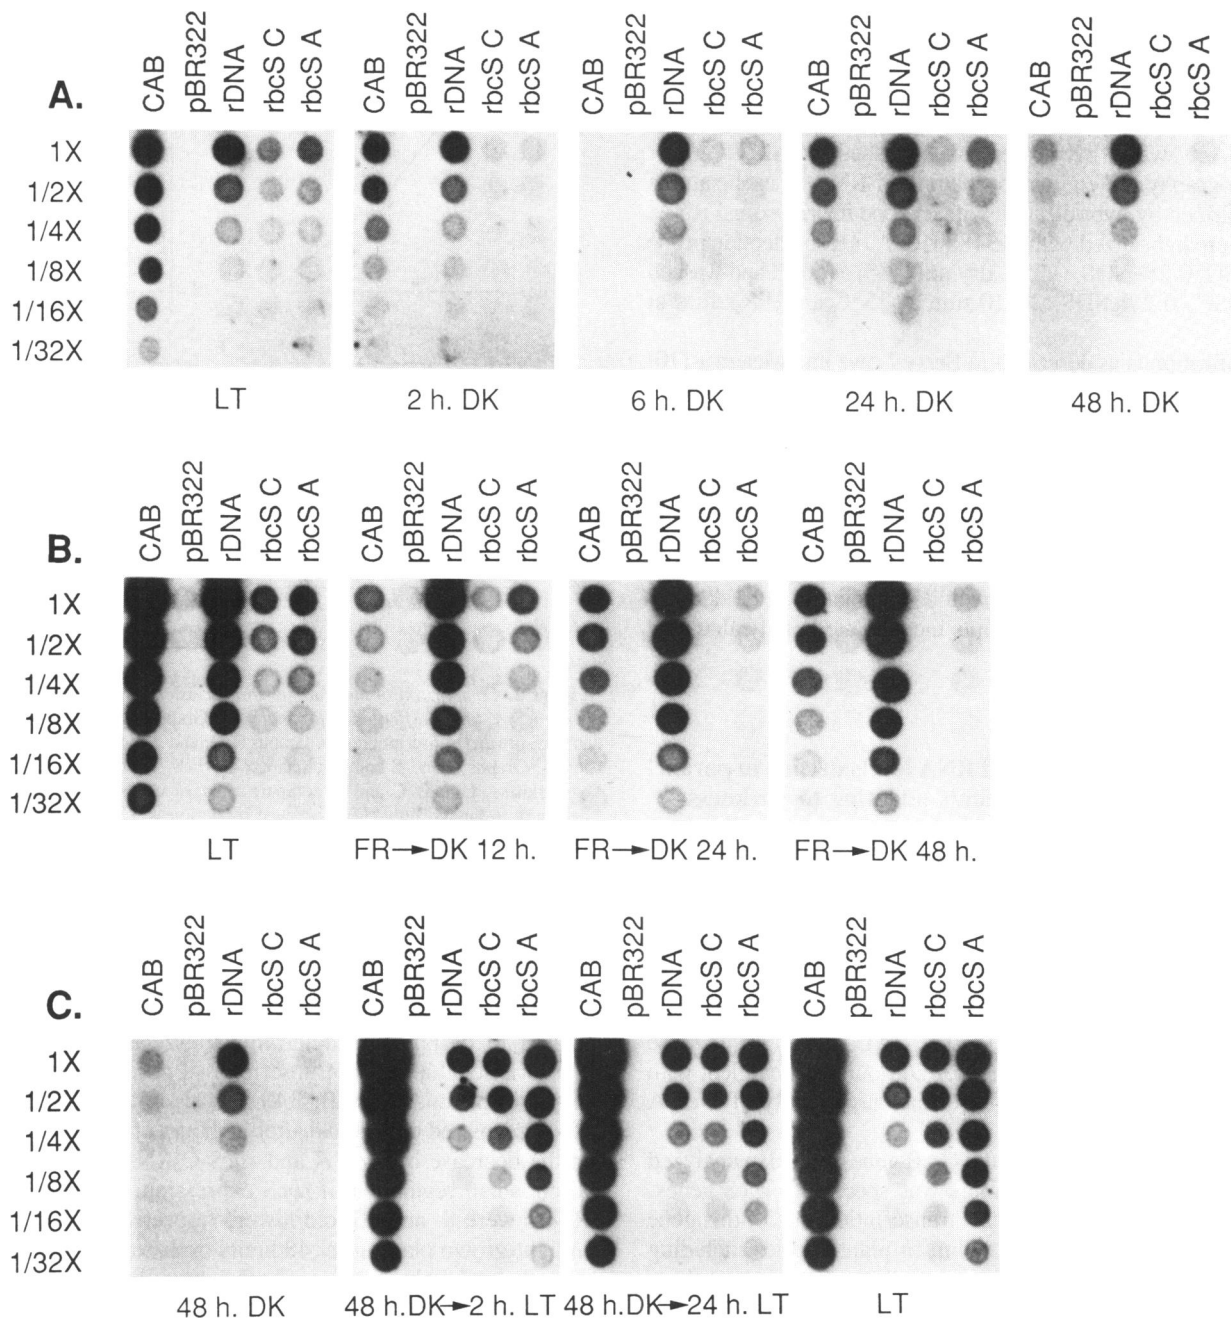 A.
CAB pBR322 rDNA rbcS C rbcS A
CAB pBR322 rDNA rbcS C rbcS A
CAB pBR322 rDNA rbcS C rbcS A
CAB pBR322 rDNA rbcS C rbcS A
CAB pBR322 rDNA rbcS C rbcS A
1X
1/2X
1/4X
1/8X
1/16X
1/32X
LT
2 h. DK
6 h. DK
24 h. DK
48 h. DK
B.
CAB pBR322 rDNA rbcS C rbcS A
CAB pBR322 rDNA rbcS C rbcS A
CAB pBR322 rDNA rbcS C rbcS A
CAB pBR322 rDNA rbcS C rbcS A
1X
1/2X
1/4X
1/8X
1/16X
1/32X
LT
FR→DK 12 h.
FR→DK 24 h.
FR→DK 48 h.
C.
CAB pBR322 rDNA rbcS C rbcS A
CAB pBR322 rDNA rbcS C rbcS A
CAB pBR322 rDNA rbcS C rbcS A
CAB pBR322 rDNA rbcS C rbcS A
1X
1/2X
1/4X
1/8X
1/16X
1/32X
48 h. DK
48 h.DK→2 h. LT
48 h.DK→24 h. LT
LT